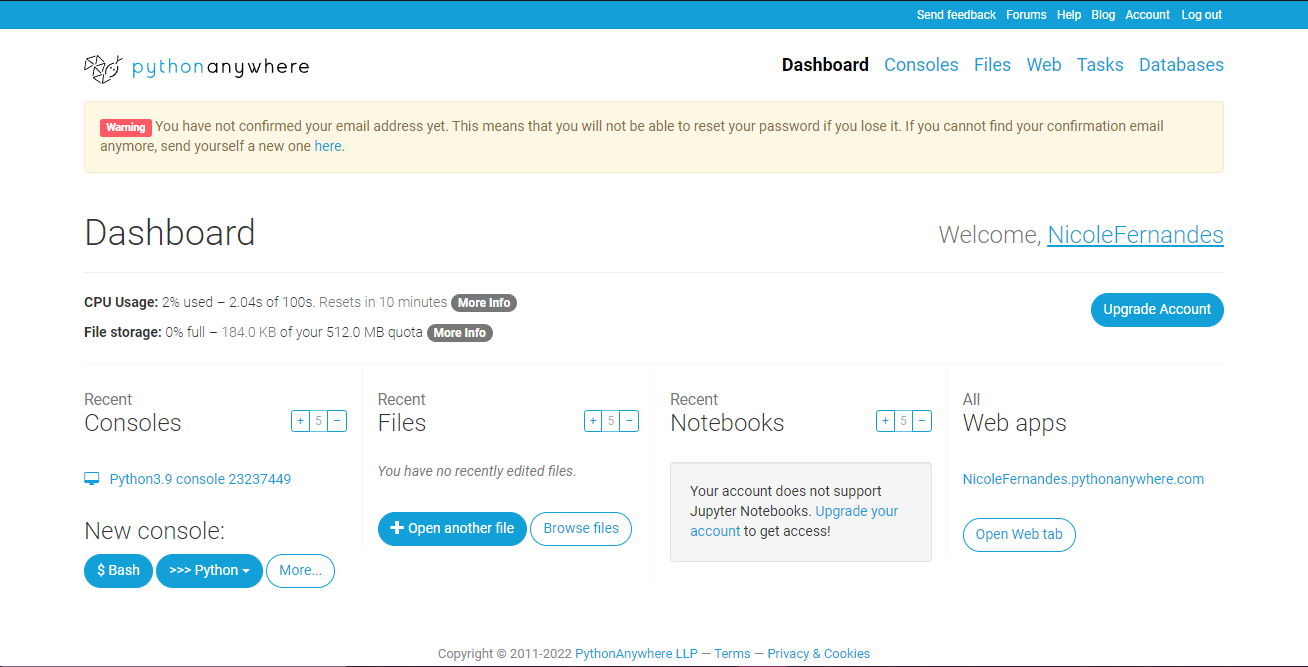 Send feedback Forums Help Blog Account Log out
pythonanywhere
Dashboard Consoles Files Web Tasks Databases
Warning You have not confirmed your email address yet. This means that you will not be able to reset your password if you lose it. If you cannot find your confirmation email
anymore, send yourself a new one here.
Dashboard
Welcome, NicoleFernandes
CPU Usage: 2% used – 2.04s of 100s. Resets in 10 minutes More Info
File storage: 0% full – 184.0 KB of your 512.0 MB quota More Info
Upgrade Account
Recent
Consoles
+ 5 −
Python3.9 console 23237449
New console:
$ Bash >>> Python More...
Recent
Files
+ 5 −
You have no recently edited files.
+ Open another file Browse files
Recent
Notebooks
+ 5 −
Your account does not support
Jupyter Notebooks. Upgrade your
account to get access!
All
Web apps
NicoleFernandes.pythonanywhere.com
Open Web tab
Copyright © 2011-2022 PythonAnywhere LLP — Terms — Privacy & Cookies